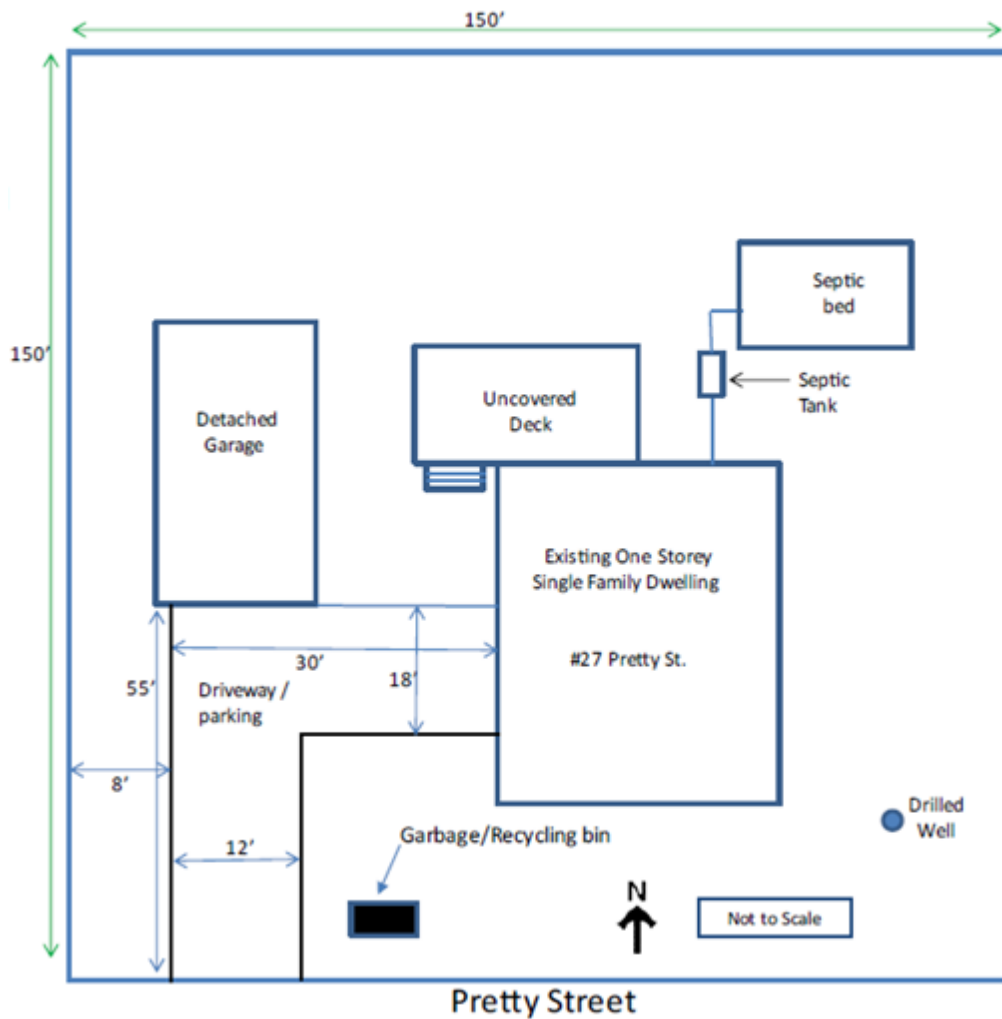 150'
Septic
bed
150'
Septic
Tank
Uncovered
Deck
Detached
Garage
Existing One Storey
Single Family Dwelling
#27 Pretty St.
30'
18'
55'
Driveway /
parking
8'
Drilled
Well
Garbage/Recycling bin
12'
N
Not to Scale
Pretty Street